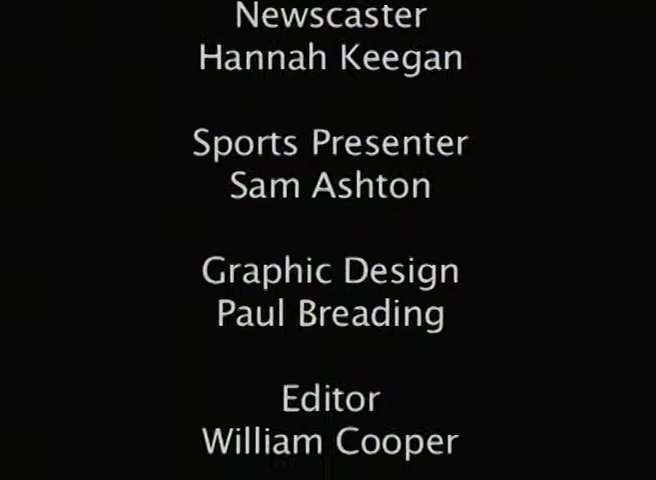 Newscaster
Hannah Keegan
Sports Presenter
Sam Ashton
Graphic Design
Paul Breading
Editor
William Cooper